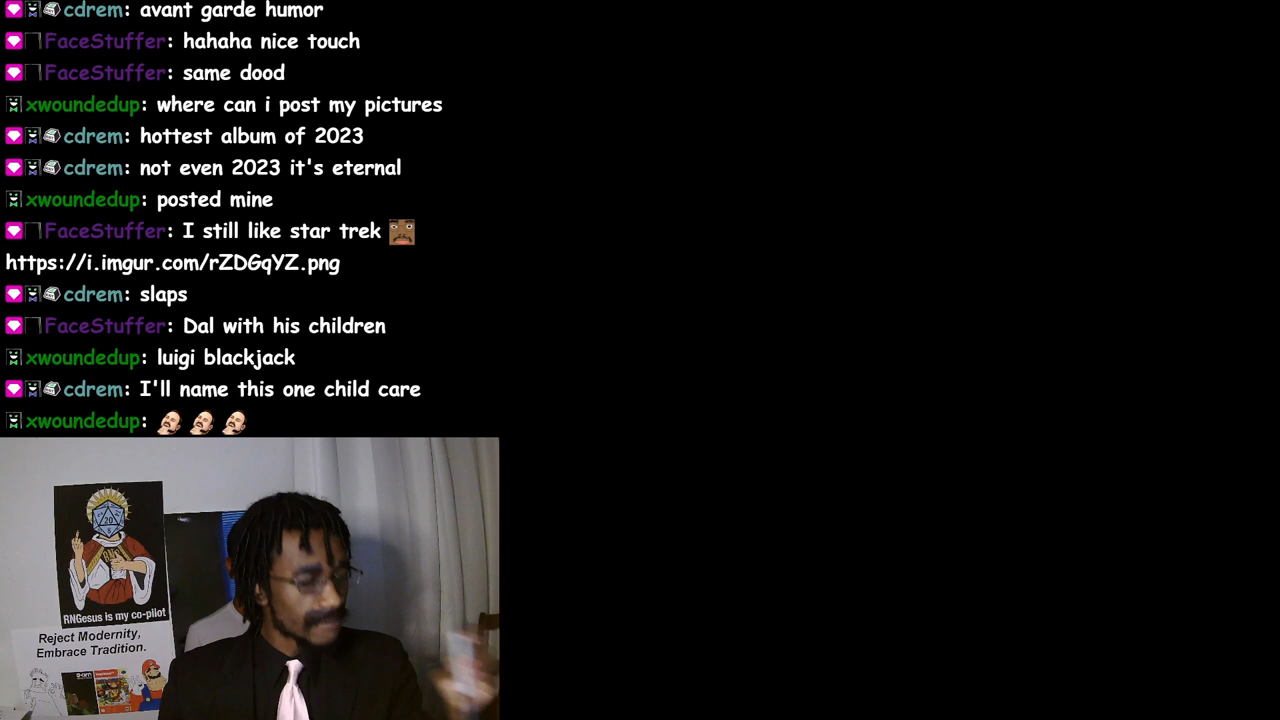 cdrem: avant garde humor
FaceStuffer: hahaha nice touch
FaceStuffer: same dood
xwoundedup: where can i post my pictures
cdrem: hottest album of 2023
cdrem: not even 2023 it's eternal
xwoundedup: posted mine
FaceStuffer: I still like star trek
https://i.imgur.com/rZDGqYZ.png
cdrem: slaps
FaceStuffer: Dal with his children
xwoundedup: luigi blackjack
cdrem: I'll name this one child care
xwoundedup:
20
RNGesus is my co-pilot
Reject Modernity,
Embrace Tradition.